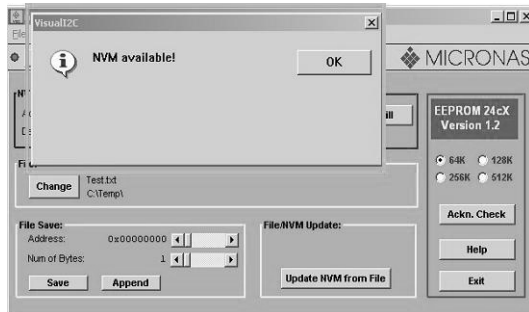 VisualI2C
NVM available!
OK
MICRONAS
EEPROM 24cX
Version 1.2
64K 128K
256K 512K
Change
Test.txt
C:\Temp\
Ackn. Check
File Save:
Address: 0x00000000
Num of Bytes: 1
Save Append
File/NVM Update:
Update NVM from File
Help
Exit